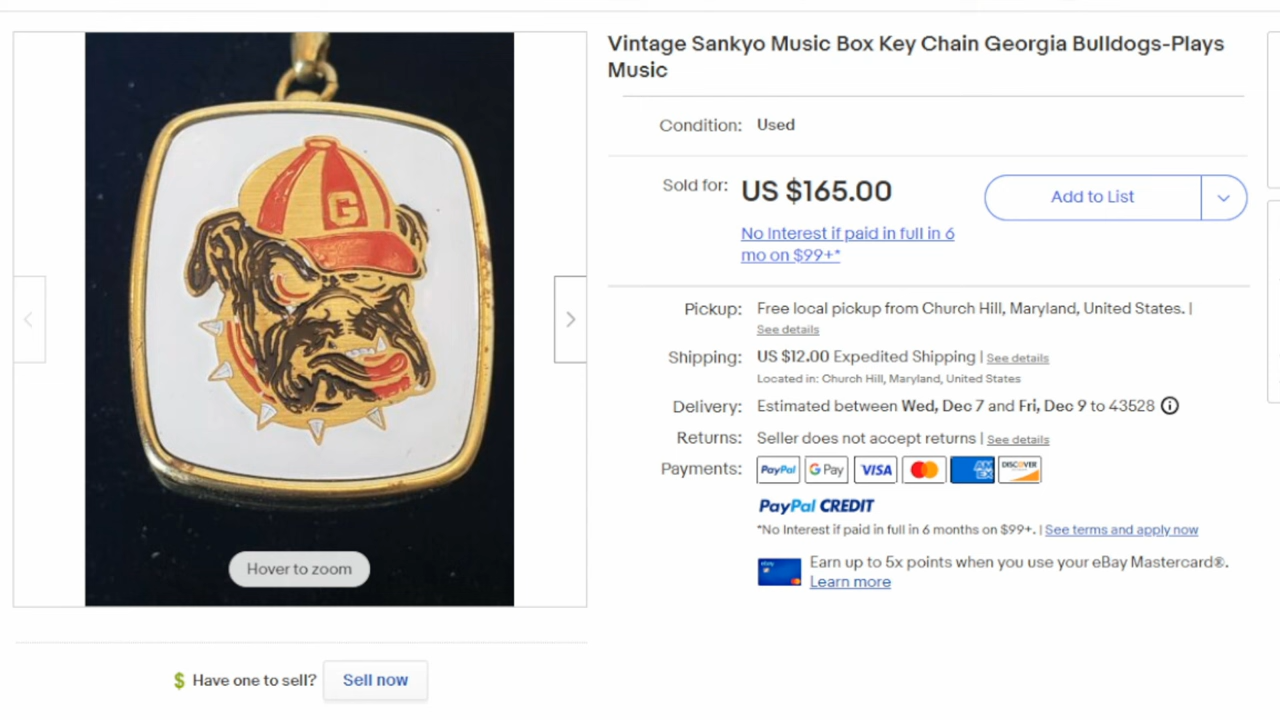 Vintage Sankyo Music Box Key Chain Georgia Bulldogs-Plays
Music
Condition: Used
Sold for: US $165.00
Add to List
No Interest if paid in full in 6
mo on $99+*
Pickup: Free local pickup from Church Hill, Maryland, United States. |
See details
Shipping: US $12.00 Expedited Shipping | See details
Located in: Church Hill, Maryland, United States
Delivery: Estimated between Wed, Dec 7 and Fri, Dec 9 to 43528
Returns: Seller does not accept returns | See details
Payments: PayPal G Pay VISA AM EX DISCOVER
PayPal CREDIT
*No Interest if paid in full in 6 months on $99+. | See terms and apply now
ebay
Earn up to 5x points when you use your eBay Mastercard®.
Learn more
G
Hover to zoom
$ Have one to sell? Sell now